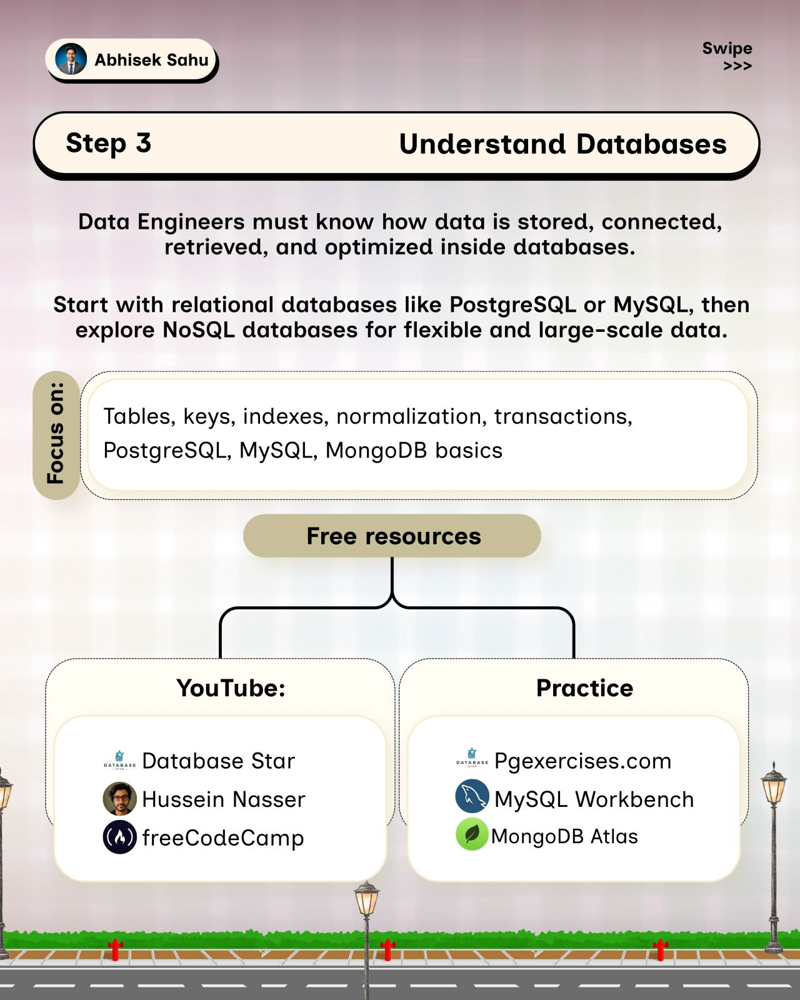 Abhisek Sahu
Swipe
>>>
Step 3
Understand Databases
Data Engineers must know how data is stored, connected,
retrieved, and optimized inside databases.
Start with relational databases like PostgreSQL or MySQL, then
explore NoSQL databases for flexible and large-scale data.
Focus on:
Tables, keys, indexes, normalization, transactions,
PostgreSQL, MySQL, MongoDB basics
Free resources
YouTube:
DATABASE
STAR
Database Star
Hussein Nasser
freeCodeCamp
Practice
DATABASE
STAR
Pgexercises.com
MySQL Workbench
MongoDB Atlas